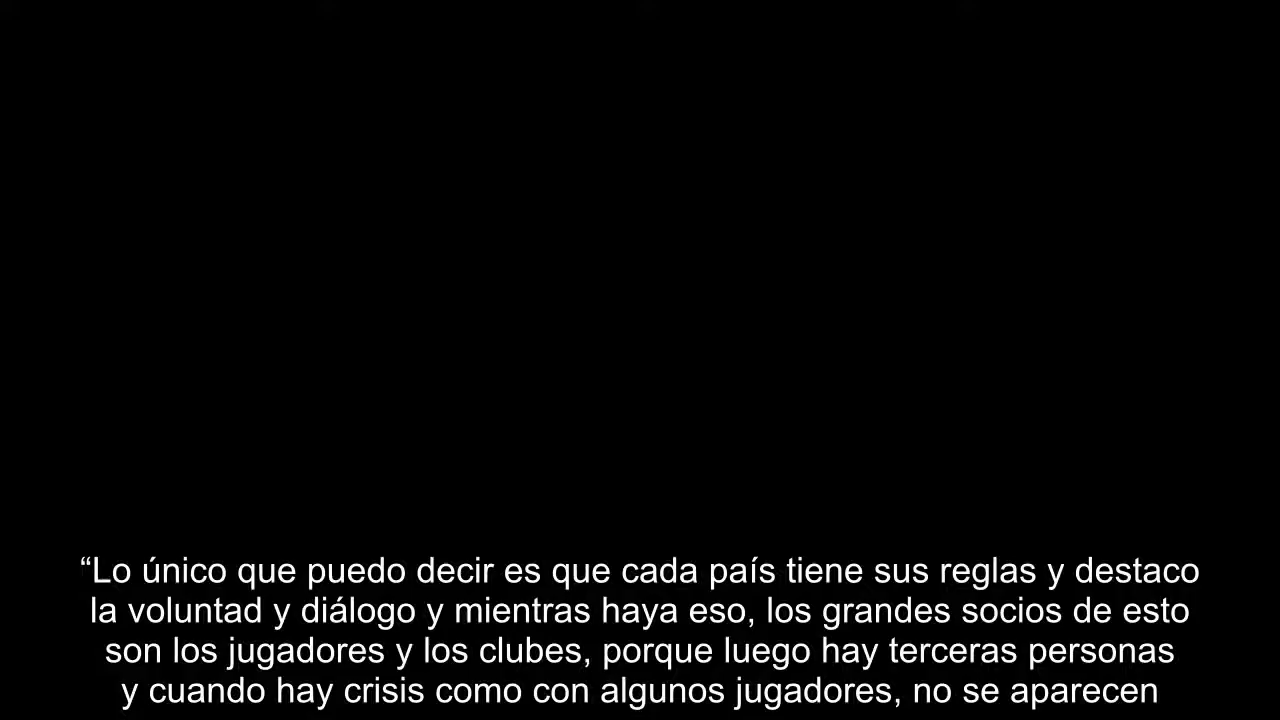 “Lo único que puedo decir es que cada país tiene sus reglas y destaco
la voluntad y diálogo y mientras haya eso, los grandes socios de esto
son los jugadores y los clubes, porque luego hay terceras personas
y cuando hay crisis como con algunos jugadores, no se aparecen